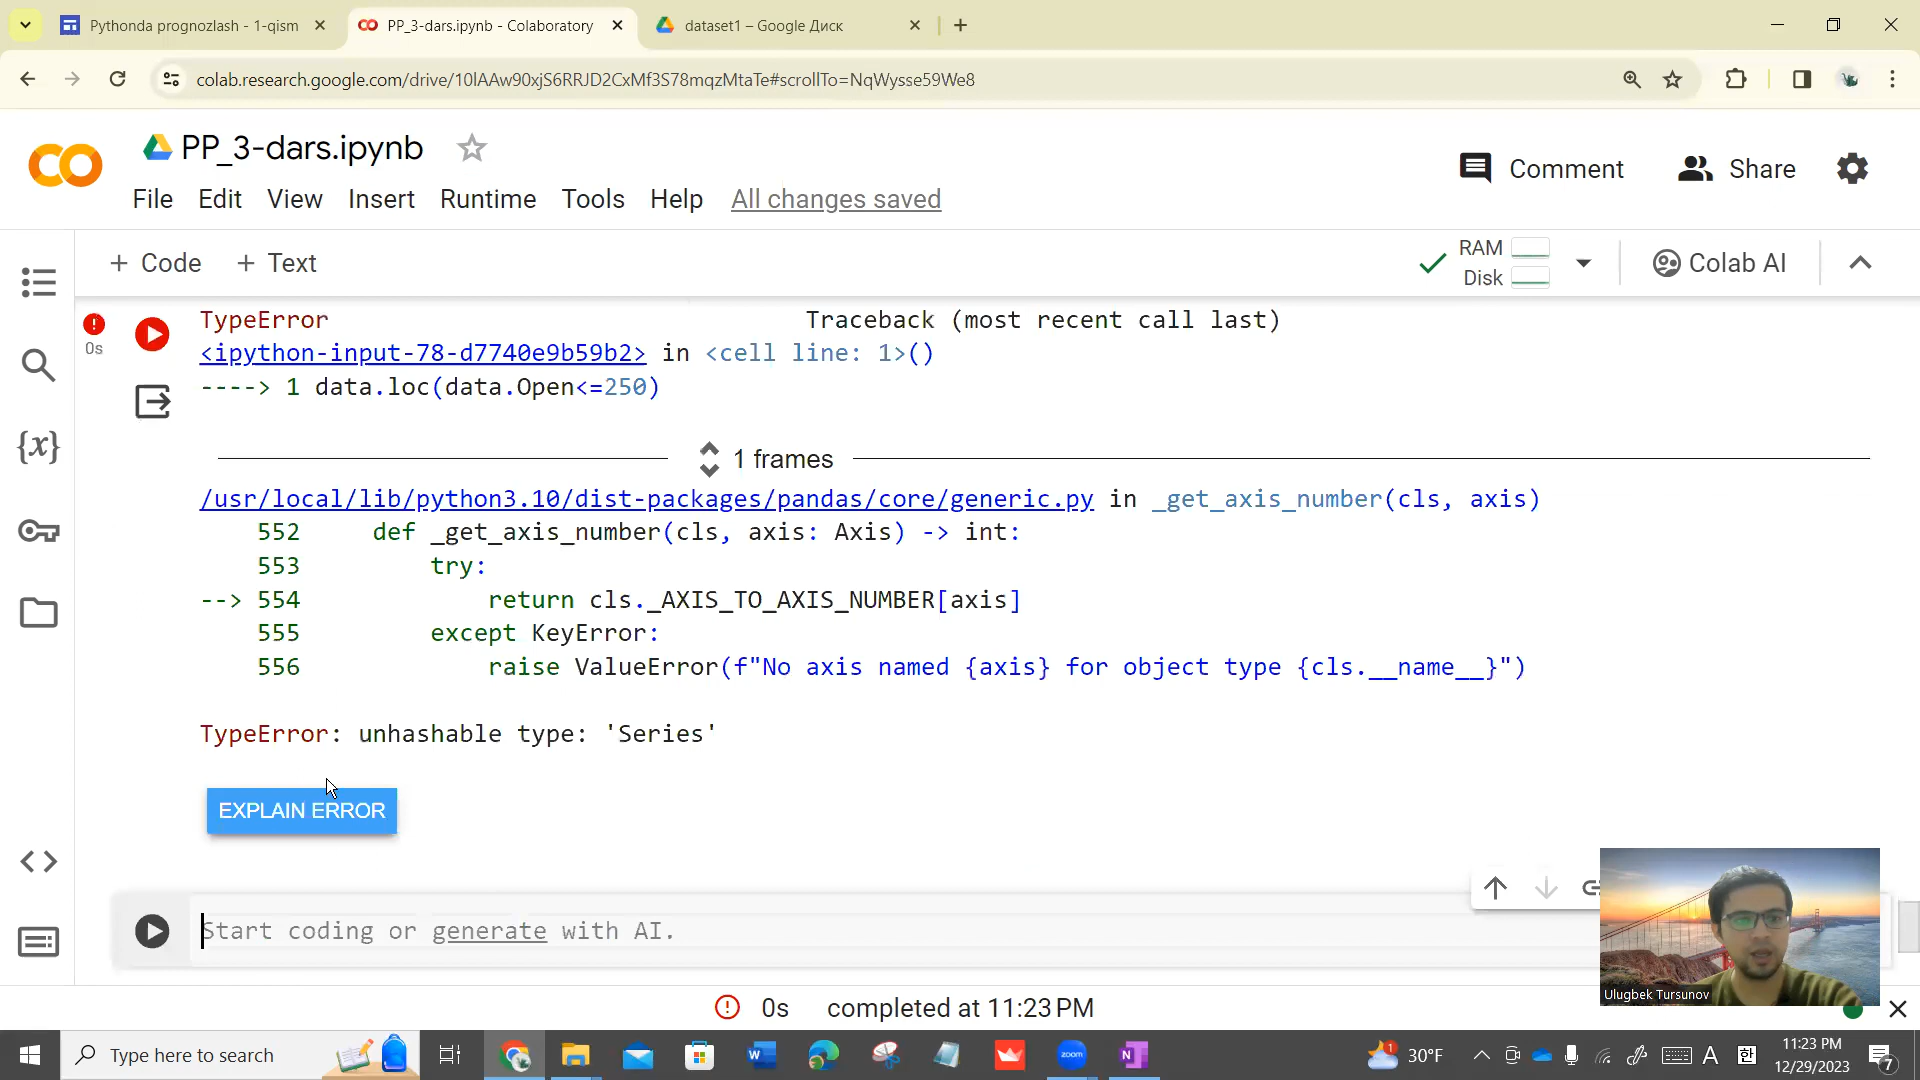 Pythonda prognozlash - 1-qism
PP_3-dars.ipynb - Colaboratory
dataset1 – Google Диск
colab.research.google.com/drive/10lAAw90xjS6RRJD2CxMf3S78mqzMtaTe#scrollTo=NqWysse59We8
PP_3-dars.ipynb
Comment
Share
File Edit View Insert Runtime Tools Help All changes saved
+ Code + Text
RAM
Disk
Colab AI
TypeError Traceback (most recent call last)
0s
<ipython-input-78-d7740e9b59b2> in <cell line: 1>()
----> 1 data.loc(data.Open<=250)
1 frames
/usr/local/lib/python3.10/dist-packages/pandas/core/generic.py in _get_axis_number(cls, axis)
552 def _get_axis_number(cls, axis: Axis) -> int:
553 try:
--> 554 return cls._AXIS_TO_AXIS_NUMBER[axis]
555 except KeyError:
556 raise ValueError(f"No axis named {axis} for object type {cls.__name__}")
TypeError: unhashable type: 'Series'
EXPLAIN ERROR
Start coding or generate with AI.
Ulugbek Tursunov
0s completed at 11:23 PM
Type here to search
zoom
30°F
11:23 PM
12/29/2023
7